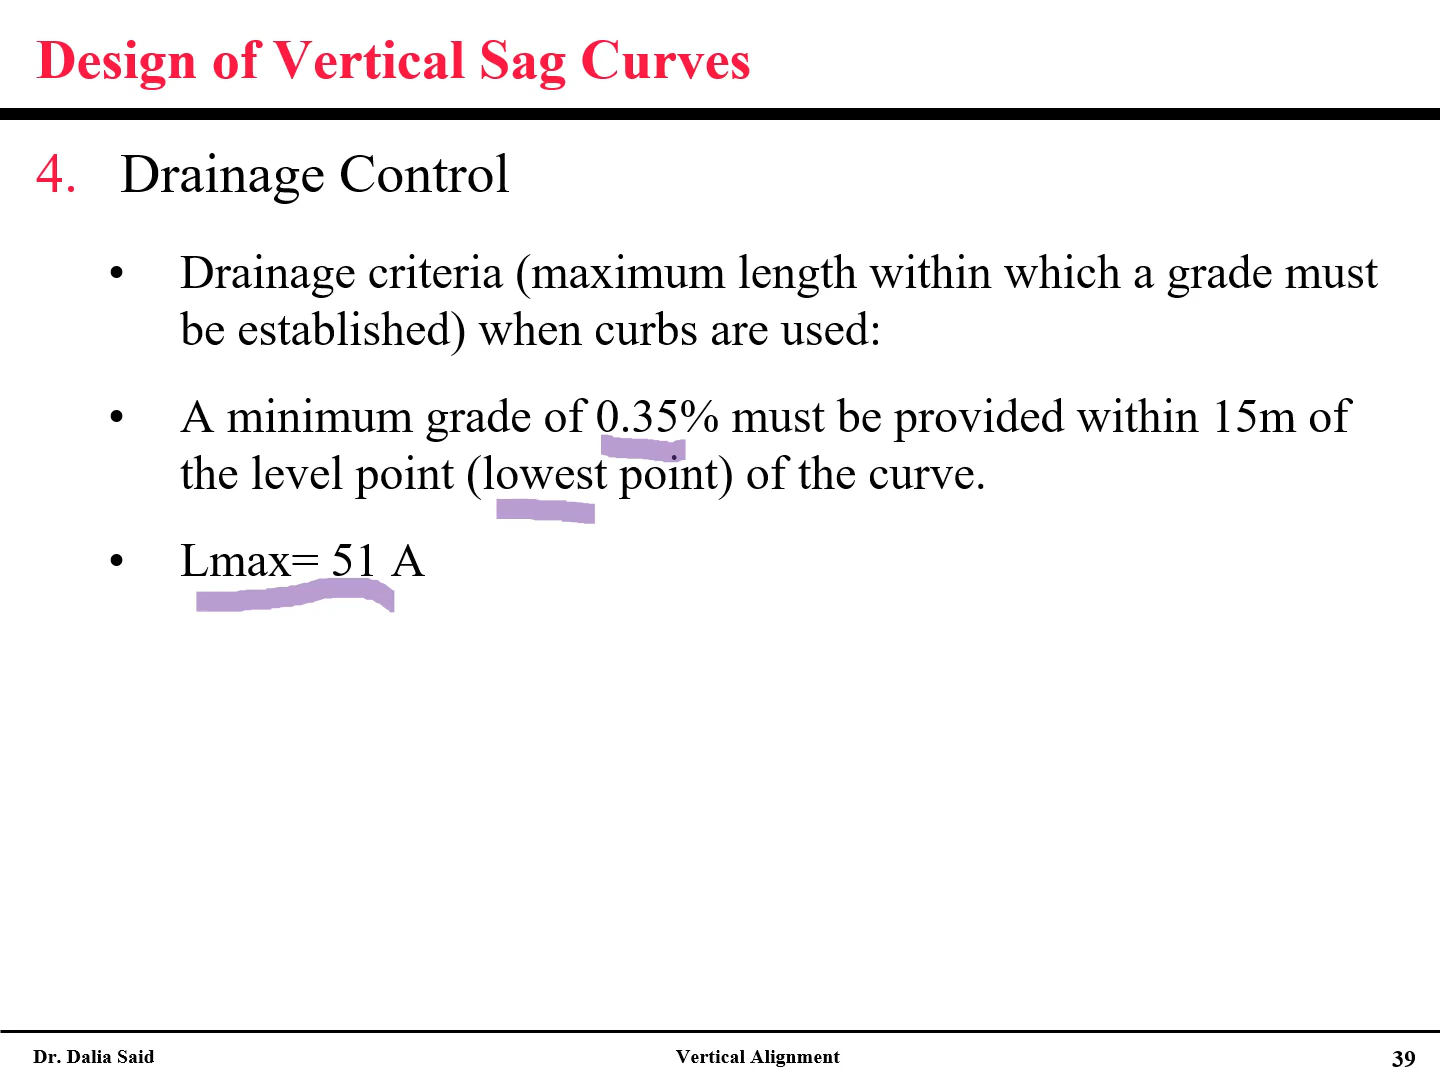 Design of Vertical Sag Curves
4. Drainage Control
• Drainage criteria (maximum length within which a grade must
be established) when curbs are used:
• A minimum grade of 0.35% must be provided within 15m of
the level point (lowest point) of the curve.
• Lmax= 51 A
Dr. Dalia Said Vertical Alignment 39